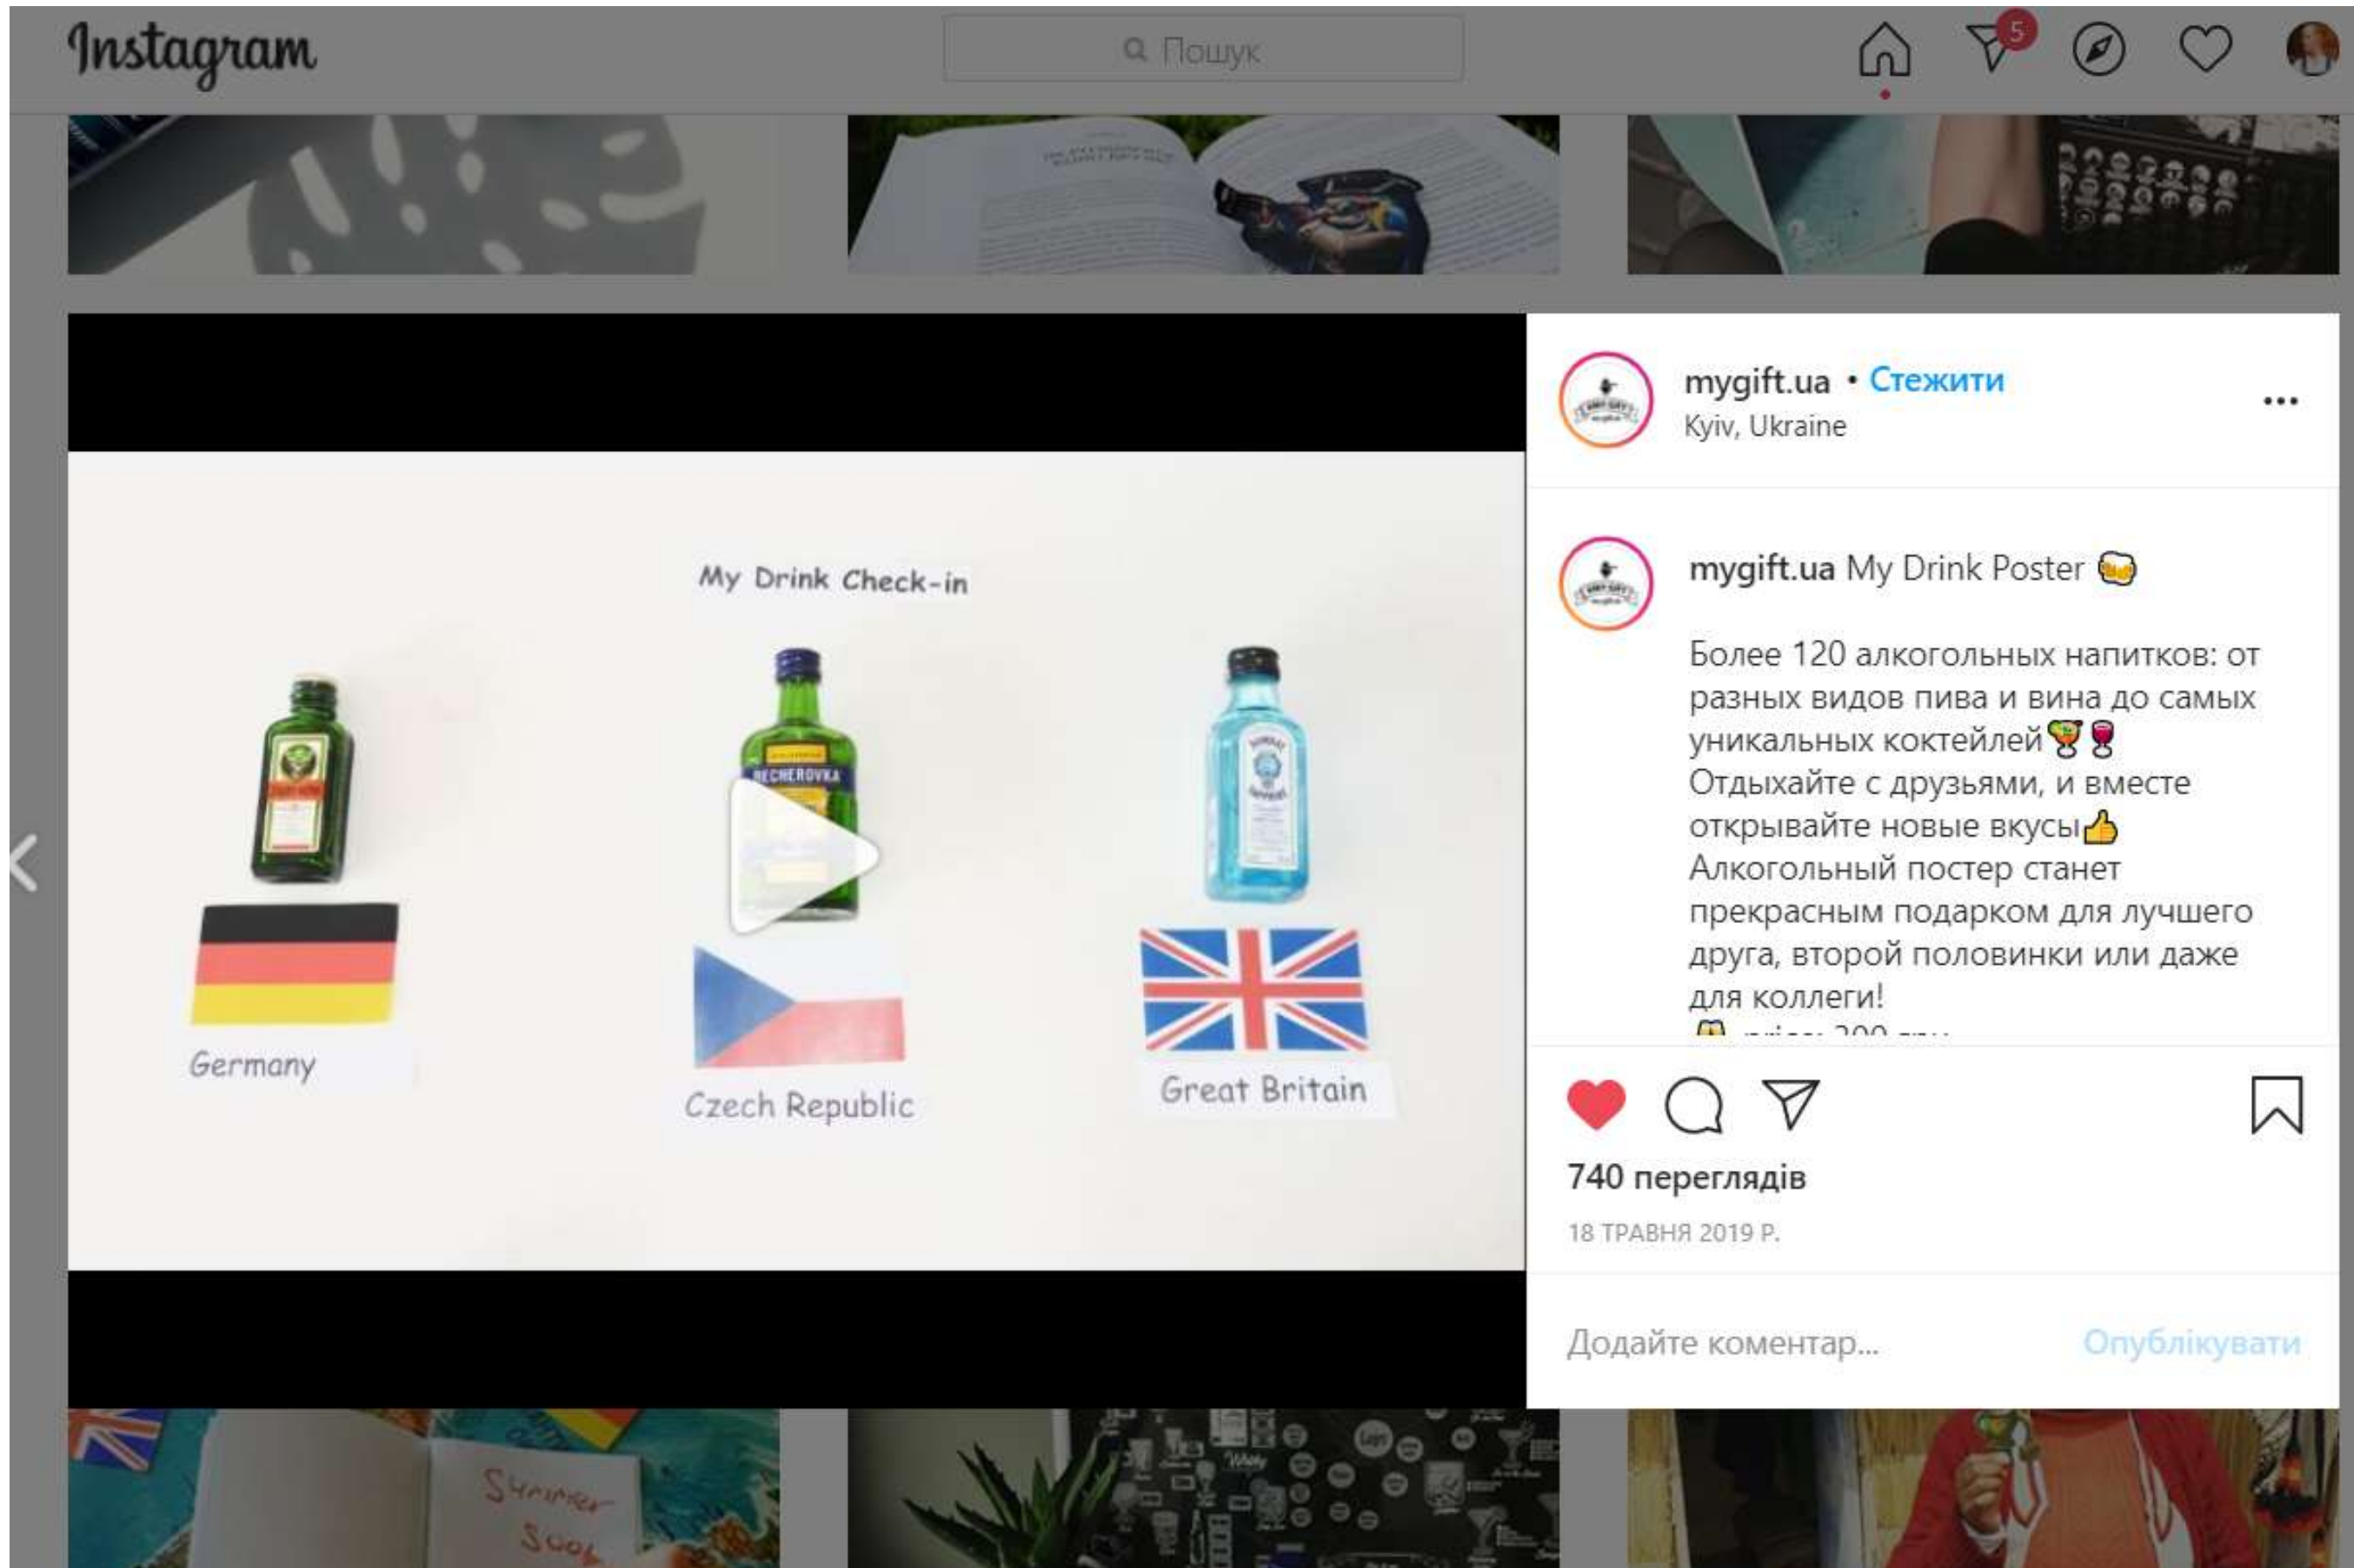 Instagram
Пошук
5
My Drink Check-in
BECHEROVKA
Germany
Czech Republic
Great Britain
mygift.ua • Стежити
Kyiv, Ukraine
mygift.ua My Drink Poster 🍻
Более 120 алкогольных напитков: от
разных видов пива и вина до самых
уникальных коктейлей🍹🍷
Отдыхайте с друзьями, и вместе
открывайте новые вкусы👍
Алкогольный постер станет
прекрасным подарком для лучшего
друга, второй половинки или даже
для коллеги!
740 переглядів
18 ТРАВНЯ 2019 Р.
Додайте коментар...
Опублікувати
Summer